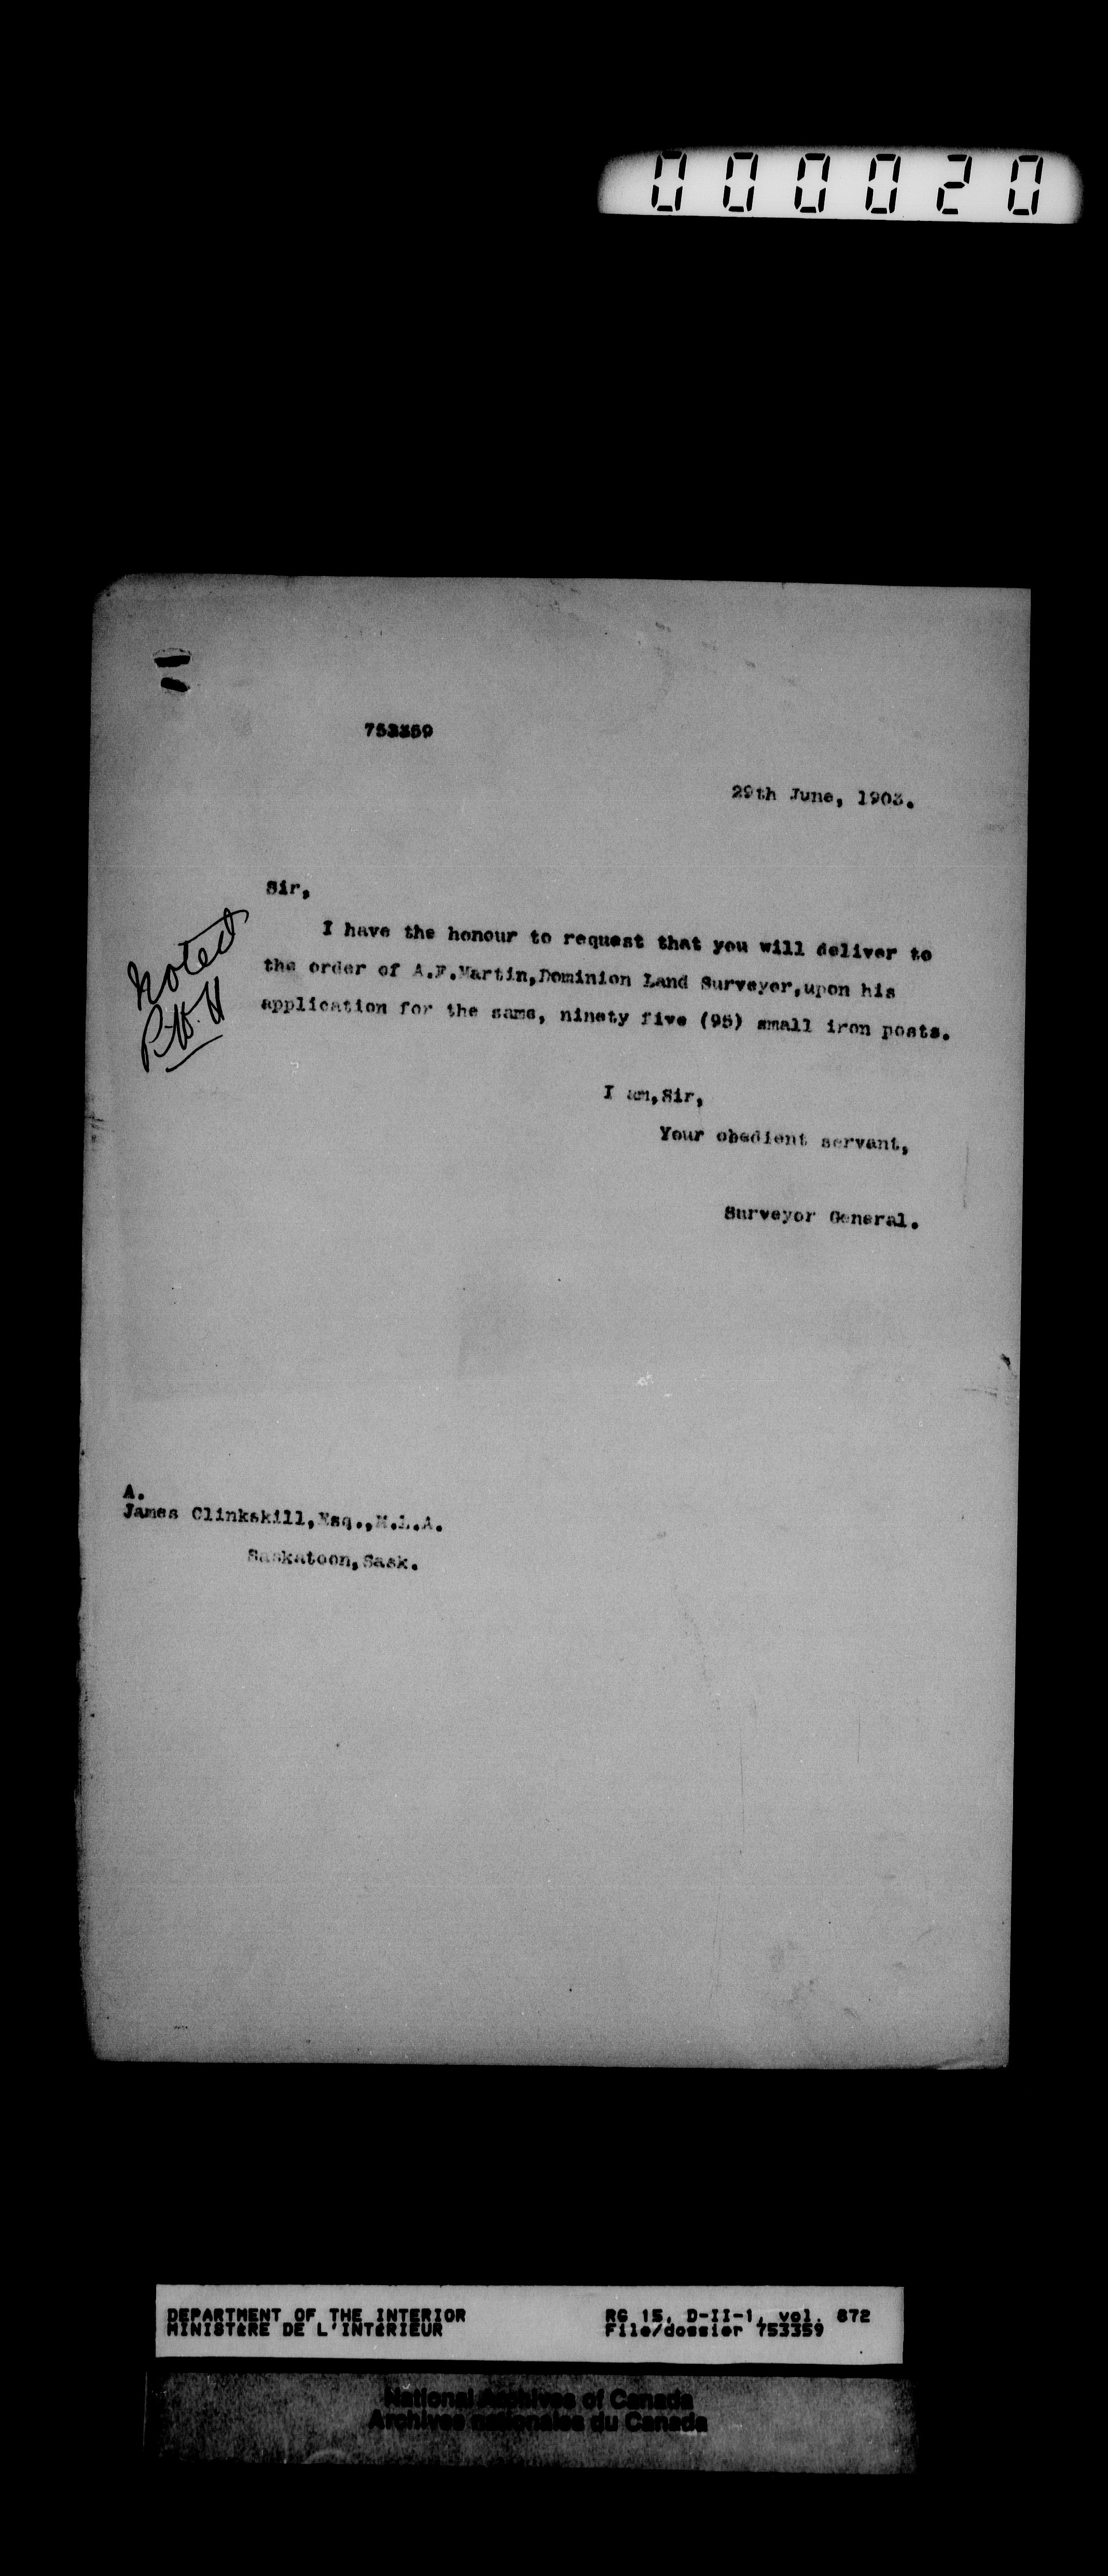 000020
753359
29th June, 1903.
Sir,
I have the honour to request that you will deliver to
the order of A.F.Martin,Dominion Land Surveyor,upon his
application for the same, ninety five (95) small iron posts.
Noted
P.W.H
I am,Sir,
Your obedient servant,
Surveyor General.
A.
James Clinkskill,Esq.,M.L.A.
Saskatoon,Sask.
DEPARTMENT OF THE INTERIOR
MINISTÈRE DE L'INTÉRIEUR
RG 15, D-II-1, vol. 872
File/dossier 753359
National Archives of Canada
Archives nationales du Canada